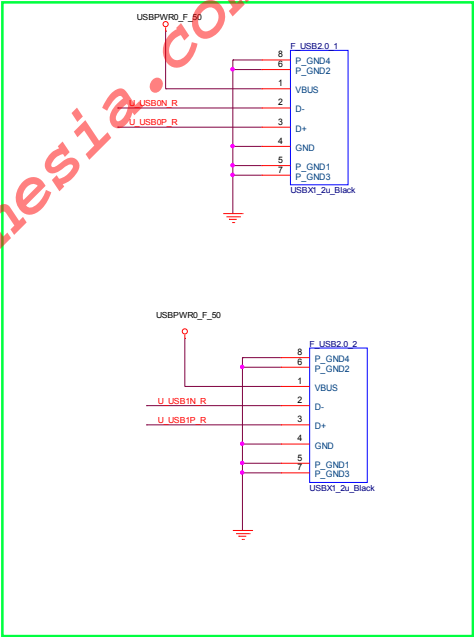 USBPWR0_F_50
F_USB2.0_1
8 P_GND4
6 P_GND2
1 VBUS
U_USB0N_R 2 D-
U_USB0P_R 3 D+
4 GND
5 P_GND1
7 P_GND3
USBX1_2u_Black
nesia.co
USBPWR0_F_50
F_USB2.0_2
8 P_GND4
6 P_GND2
1 VBUS
U_USB1N_R 2 D-
U_USB1P_R 3 D+
4 GND
5 P_GND1
7 P_GND3
USBX1_2u_Black